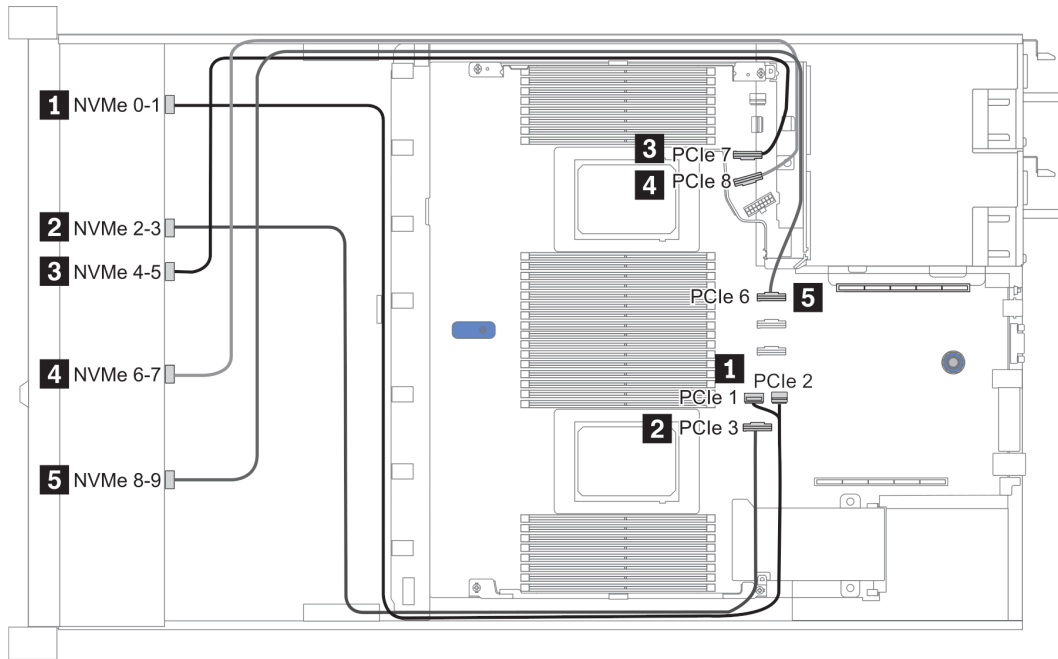 1 NVMe 0-1
2 NVMe 2-3
3 NVMe 4-5
4 NVMe 6-7
5 NVMe 8-9
3 PCIe 7
4 PCIe 8
PCIe 6 5
1
PCIe 1 PCIe 2
2 PCIe 3